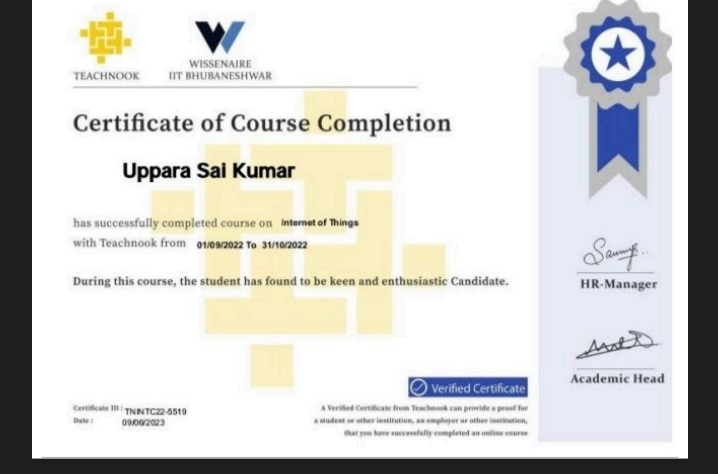 TEACHNOOK
WISSENAIRE
IIT BHUBANESHWAR
Certificate of Course Completion
Uppara Sai Kumar
has successfully completed course on Internet of Things
with Teachnook from 01/09/2022 To 31/10/2022
During this course, the student has found to be keen and enthusiastic Candidate.
HR-Manager
Academic Head
Verified Certificate
Certificate ID : TNINTC22-5519
Date : 09/06/2023
A Verified Certificate from Teachnook can provide a proof for
a student or other institution, an employer or other institution,
that you have successfully completed an online course